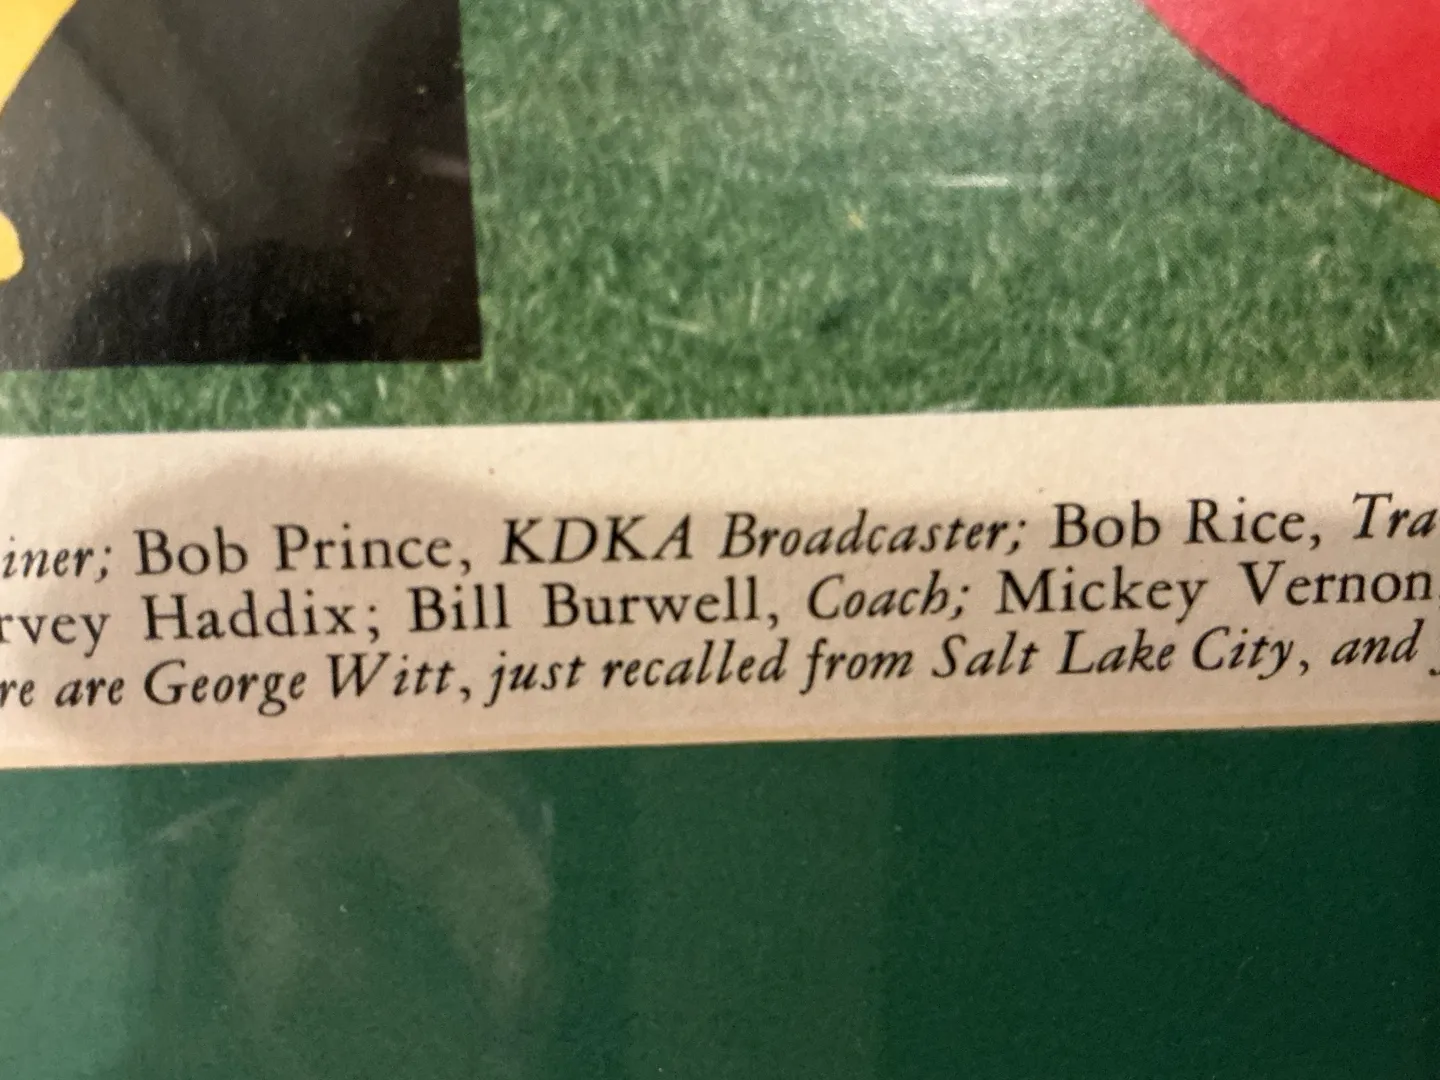 iner; Bob Prince, KDKA Broadcaster; Bob Rice, Tra
rvey Haddix; Bill Burwell, Coach; Mickey Vernon,
re are George Witt, just recalled from Salt Lake City, and